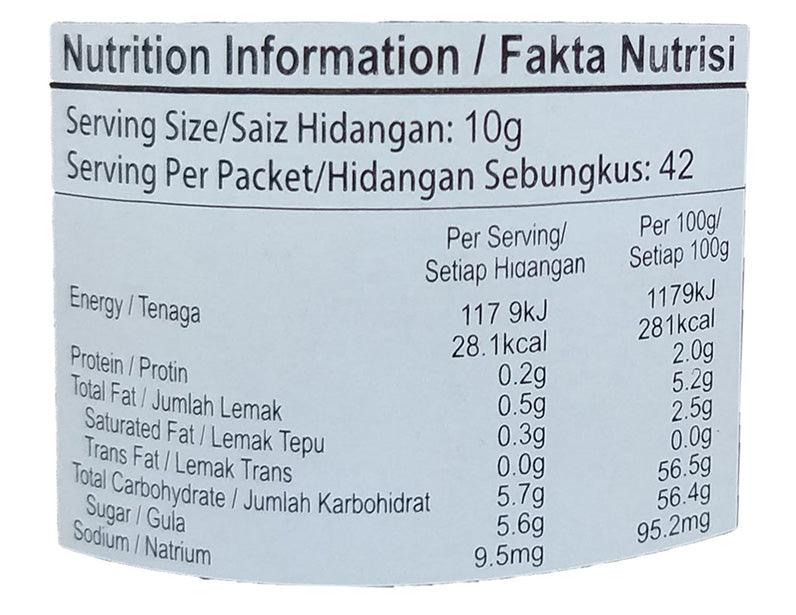 Nutrition Information / Fakta Nutrisi
Serving Size/Saiz Hidangan: 10g
Serving Per Packet/Hidangan Sebungkus: 42
Per Serving/ Per 100g/
Setiap Hidangan Setiap 100g
Energy / Tenaga 117 9kJ 1179kJ
28.1kcal 281kcal
Protein / Protin 0.2g 2.0g
Total Fat / Jumlah Lemak 0.5g 5.2g
Saturated Fat / Lemak Tepu 0.3g 2.5g
Trans Fat / Lemak Trans 0.0g 0.0g
Total Carbohydrate / Jumlah Karbohidrat 5.7g 56.5g
Sugar / Gula 5.6g 56.4g
Sodium / Natrium 9.5mg 95.2mg